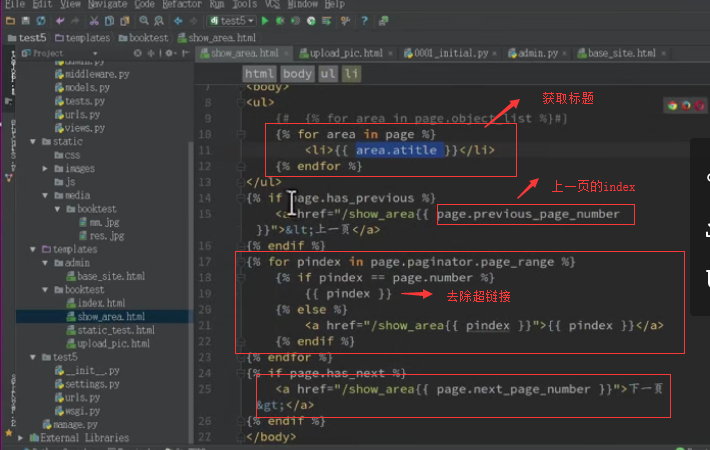 File Edit View Navigate Code Refactor Run Tools VCS Window Help
test5
test5 templates booktest show_area.html
Project
show_area.html × upload_pic.html × 0001_initial.py × admin.py × base_site.html ×
html body ul li
admin.py
middleware.py
models.py
tests.py
urls.py
views.py
static
css
images
js
media
booktest
mm.jpg
res.jpg
templates
admin
base_site.html
booktest
index.html
show_area.html
static_test.html
upload_pic.html
test5
__init__.py
settings.py
urls.py
wsgi.py
manage.py
External Libraries
7 <body>
8 <ul>
9 {# {% for area in page.object_list %}#}
获取标题
10 {% for area in page %}
11 <li>{{ area.atitle }}</li>
12 {% endfor %}
13 </ul>
上一页的index
14 {% if page.has_previous %}
15 <a href="/show_area{{ page.previous_page_number
}}">&lt;上一頁</a>
16 {% endif %}
17 {% for pindex in page.paginator.page_range %}
18 {% if pindex == page.number %}
19 {{ pindex }}
去除超链接
20 {% else %}
21 <a href="/show_area{{ pindex }}">{{ pindex }}</a>
22 {% endif %}
23 {% endfor %}
24 {% if page.has_next %}
25 <a href="/show_area{{ page.next_page_number }}">下一頁
&gt;</a>
26 {% endif %}
27 </body>